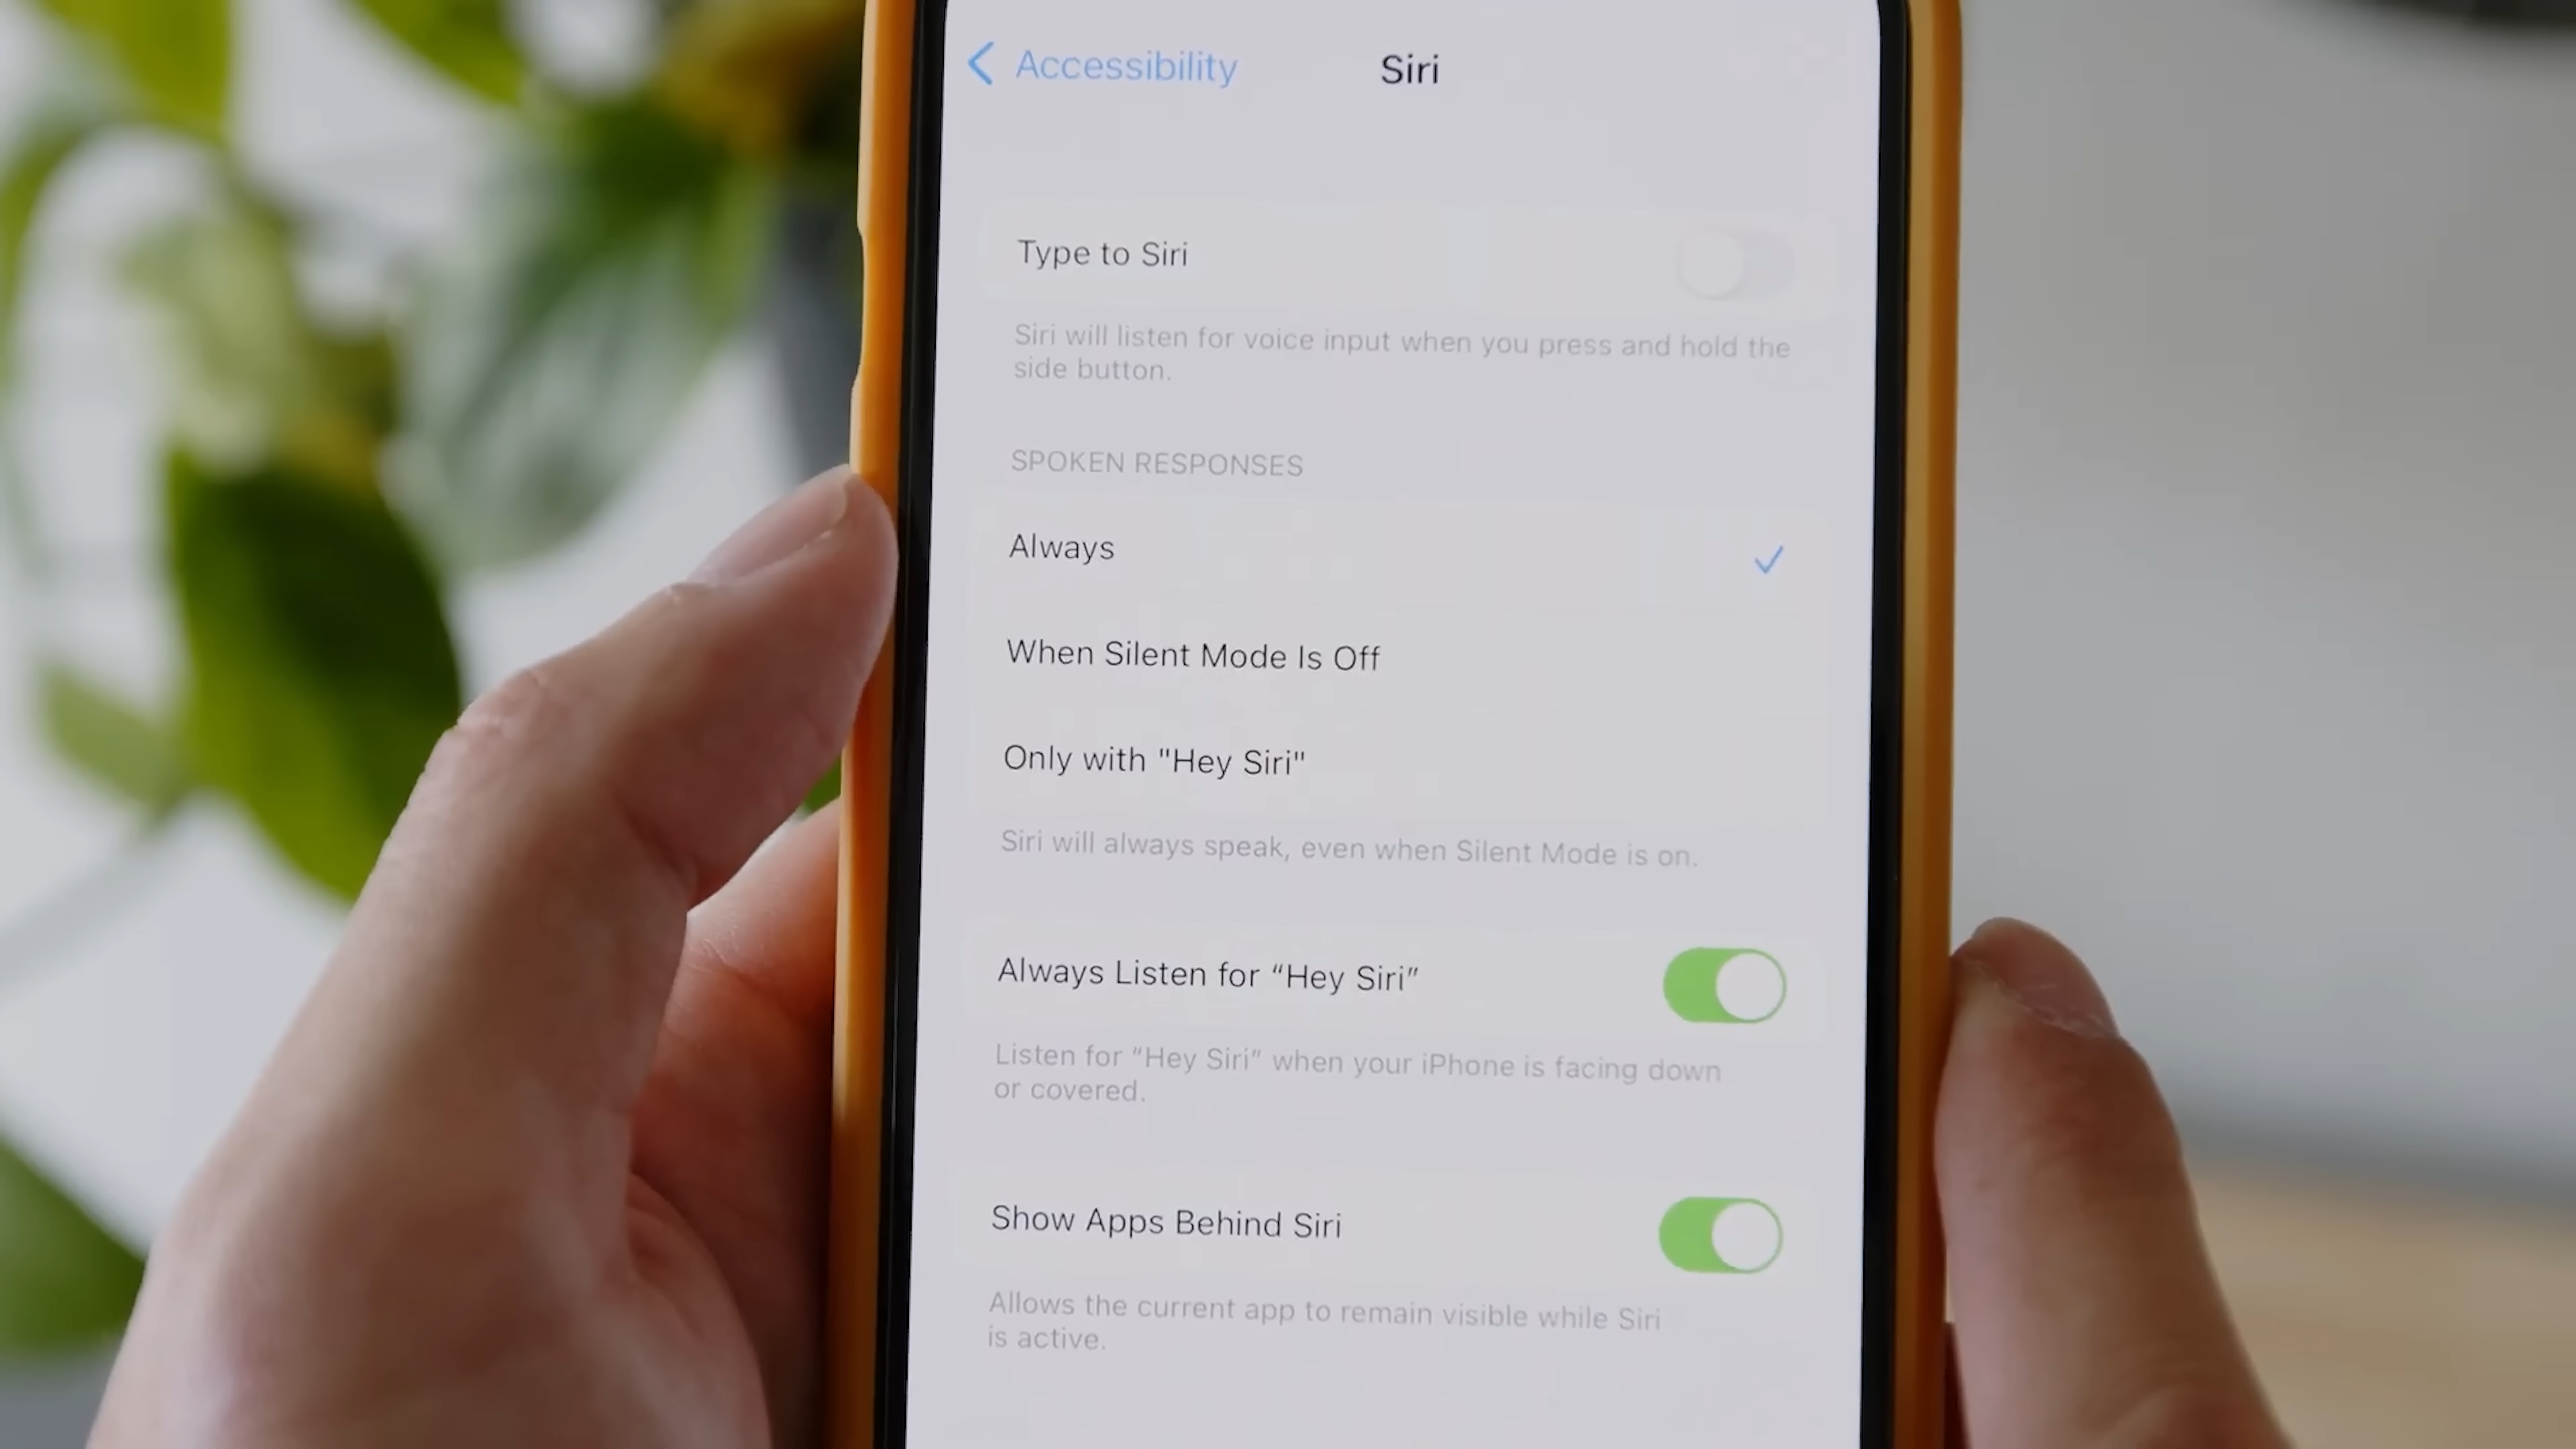 Accessibility
Siri
Type to Siri
Siri will listen for voice input when you press and hold the
side button.
SPOKEN RESPONSES
Always
When Silent Mode Is Off
Only with "Hey Siri"
Siri will always speak, even when Silent Mode is on.
Always Listen for “Hey Siri”
Listen for “Hey Siri” when your iPhone is facing down
or covered.
Show Apps Behind Siri
Allows the current app to remain visible while Siri
is active.